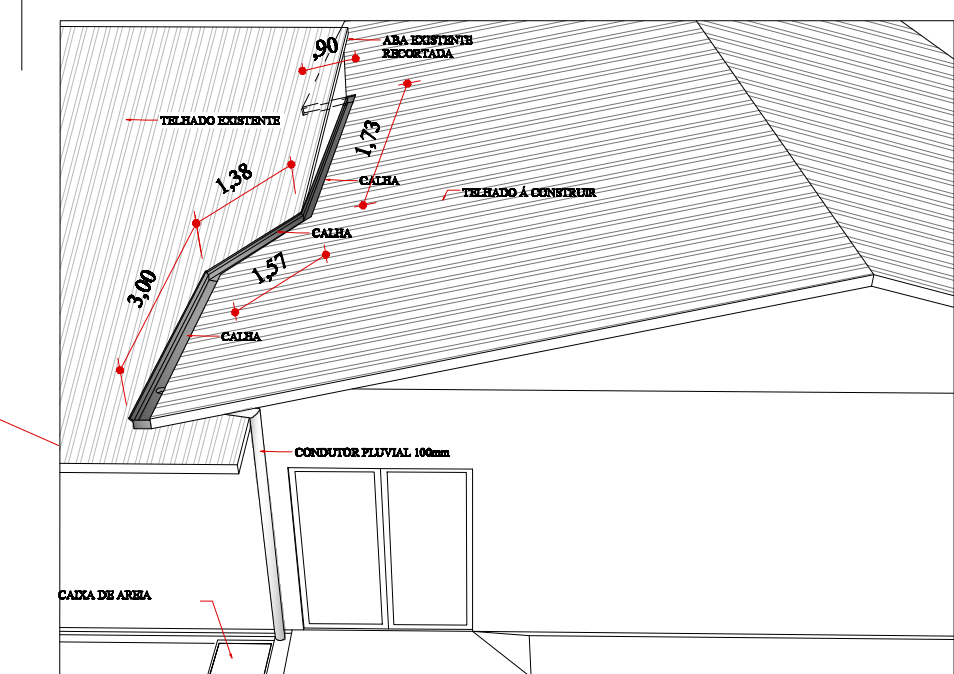 ,90
ABA EXISTENTE
RECORTADA
TELHADO EXISTENTE
1,73
1,38
CALHA
TELHADO Á CONSTRUIR
CALHA
1,57
3,00
CALHA
CONDUTOR PLUVIAL 100mm
CAIXA DE AREIA